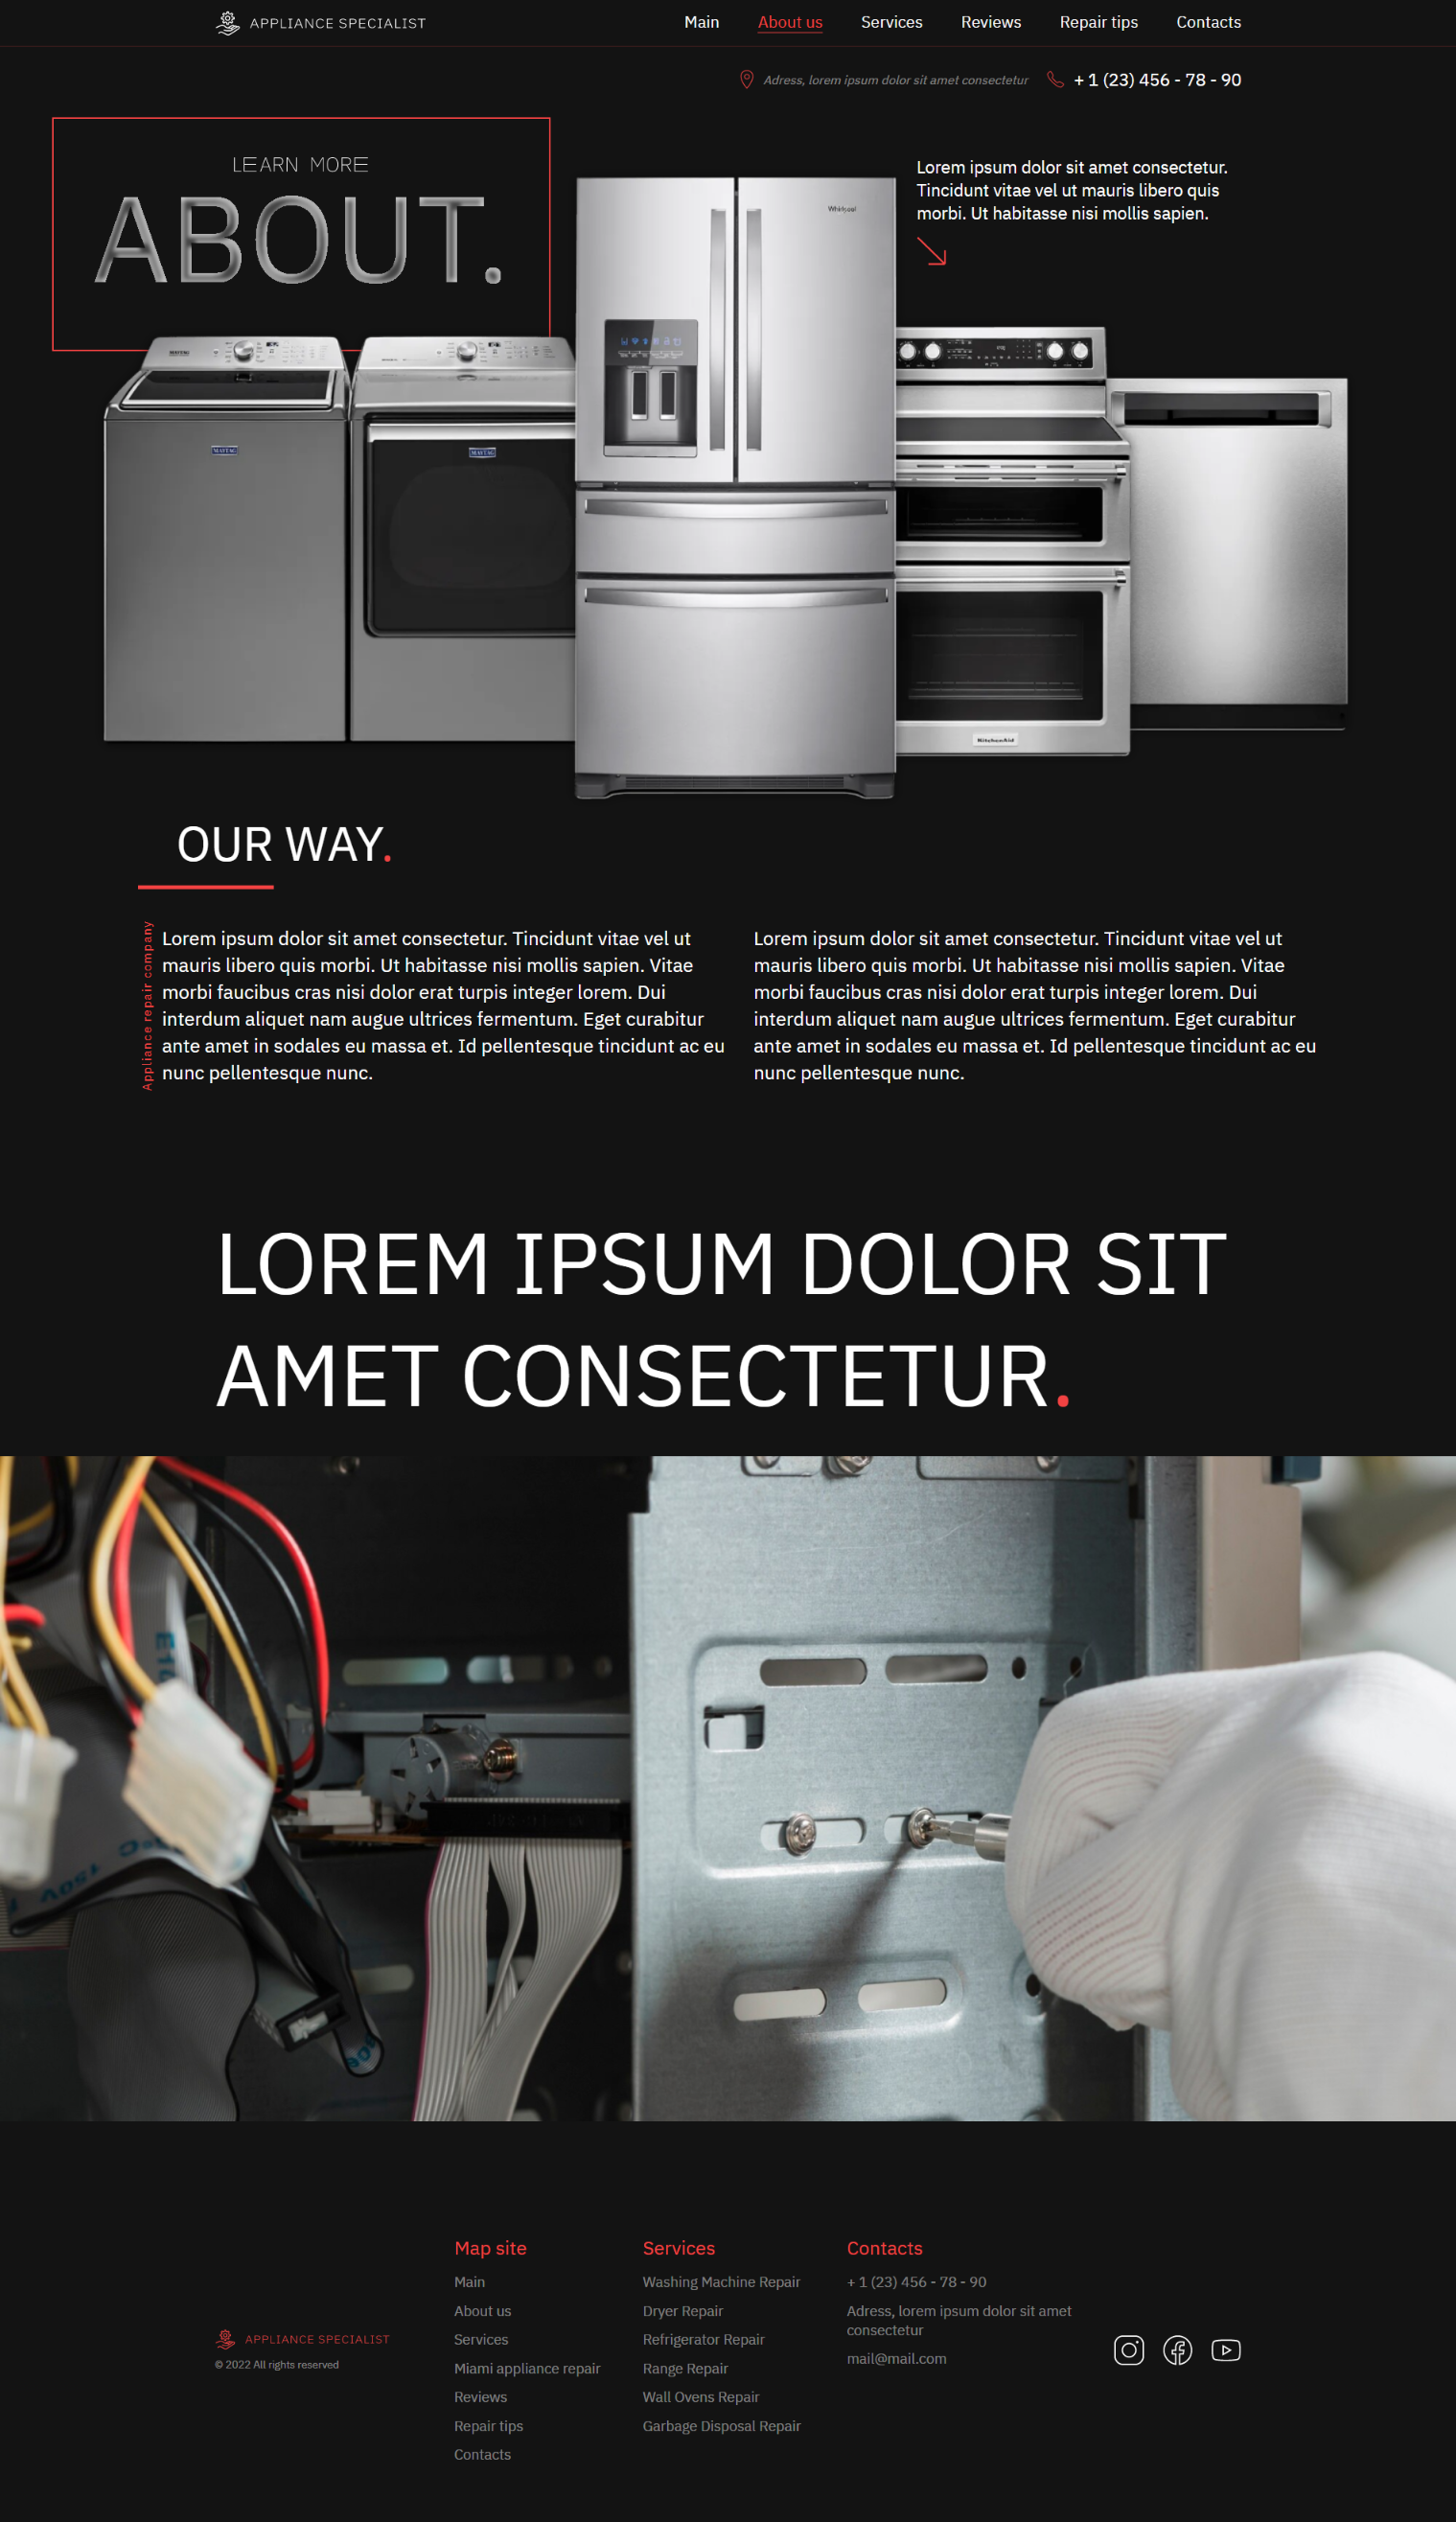 APPLIANCE SPECIALIST
Main
About us
Services
Reviews
Repair tips
Contacts
Adress, lorem ipsum dolor sit amet consectetur
+ 1 (23) 456 - 78 - 90
LEARN MORE
ABOUT.
Lorem ipsum dolor sit amet consectetur.
Tincidunt vitae vel ut mauris libero quis
morbi. Ut habitasse nisi mollis sapien.
Whirlpool
MAYTAG
MAYTAG
MAYTAG
KitchenAid
OUR WAY.
Appliance repair company
Lorem ipsum dolor sit amet consectetur. Tincidunt vitae vel ut
mauris libero quis morbi. Ut habitasse nisi mollis sapien. Vitae
morbi faucibus cras nisi dolor erat turpis integer lorem. Dui
interdum aliquet nam augue ultrices fermentum. Eget curabitur
ante amet in sodales eu massa et. Id pellentesque tincidunt ac eu
nunc pellentesque nunc.
Lorem ipsum dolor sit amet consectetur. Tincidunt vitae vel ut
mauris libero quis morbi. Ut habitasse nisi mollis sapien. Vitae
morbi faucibus cras nisi dolor erat turpis integer lorem. Dui
interdum aliquet nam augue ultrices fermentum. Eget curabitur
ante amet in sodales eu massa et. Id pellentesque tincidunt ac eu
nunc pellentesque nunc.
LOREM IPSUM DOLOR SIT
AMET CONSECTETUR.
APPLIANCE SPECIALIST
© 2022 All rights reserved
Map site
Main
About us
Services
Miami appliance repair
Reviews
Repair tips
Contacts
Services
Washing Machine Repair
Dryer Repair
Refrigerator Repair
Range Repair
Wall Ovens Repair
Garbage Disposal Repair
Contacts
+ 1 (23) 456 - 78 - 90
Adress, lorem ipsum dolor sit amet
consectetur
mail@mail.com